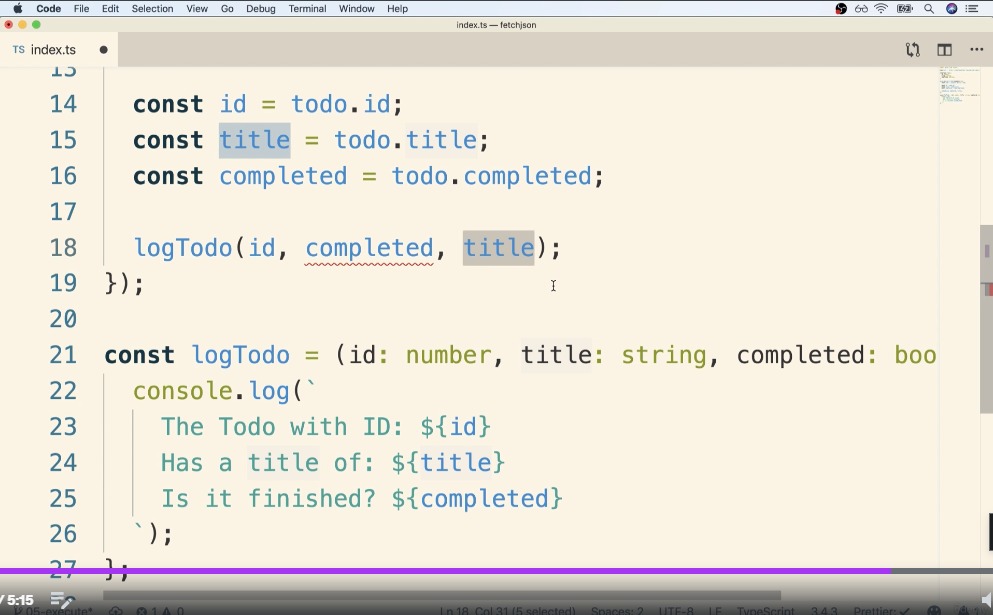 Code File Edit Selection View Go Debug Terminal Window Help
index.ts — fetchjson
TS index.ts
13
14 const id = todo.id;
15 const title = todo.title;
16 const completed = todo.completed;
17
18 logTodo(id, completed, title);
19 });
20
21 const logTodo = (id: number, title: string, completed: boo
22 console.log(`
23 The Todo with ID: ${id}
24 Has a title of: ${title}
25 Is it finished? ${completed}
26 `);
27 };
/ 5:15
05-execute* 1 0 Ln 18, Col 31 (5 selected) Spaces: 2 UTF-8 LF TypeScript 3.4.3 Prettier: ✓